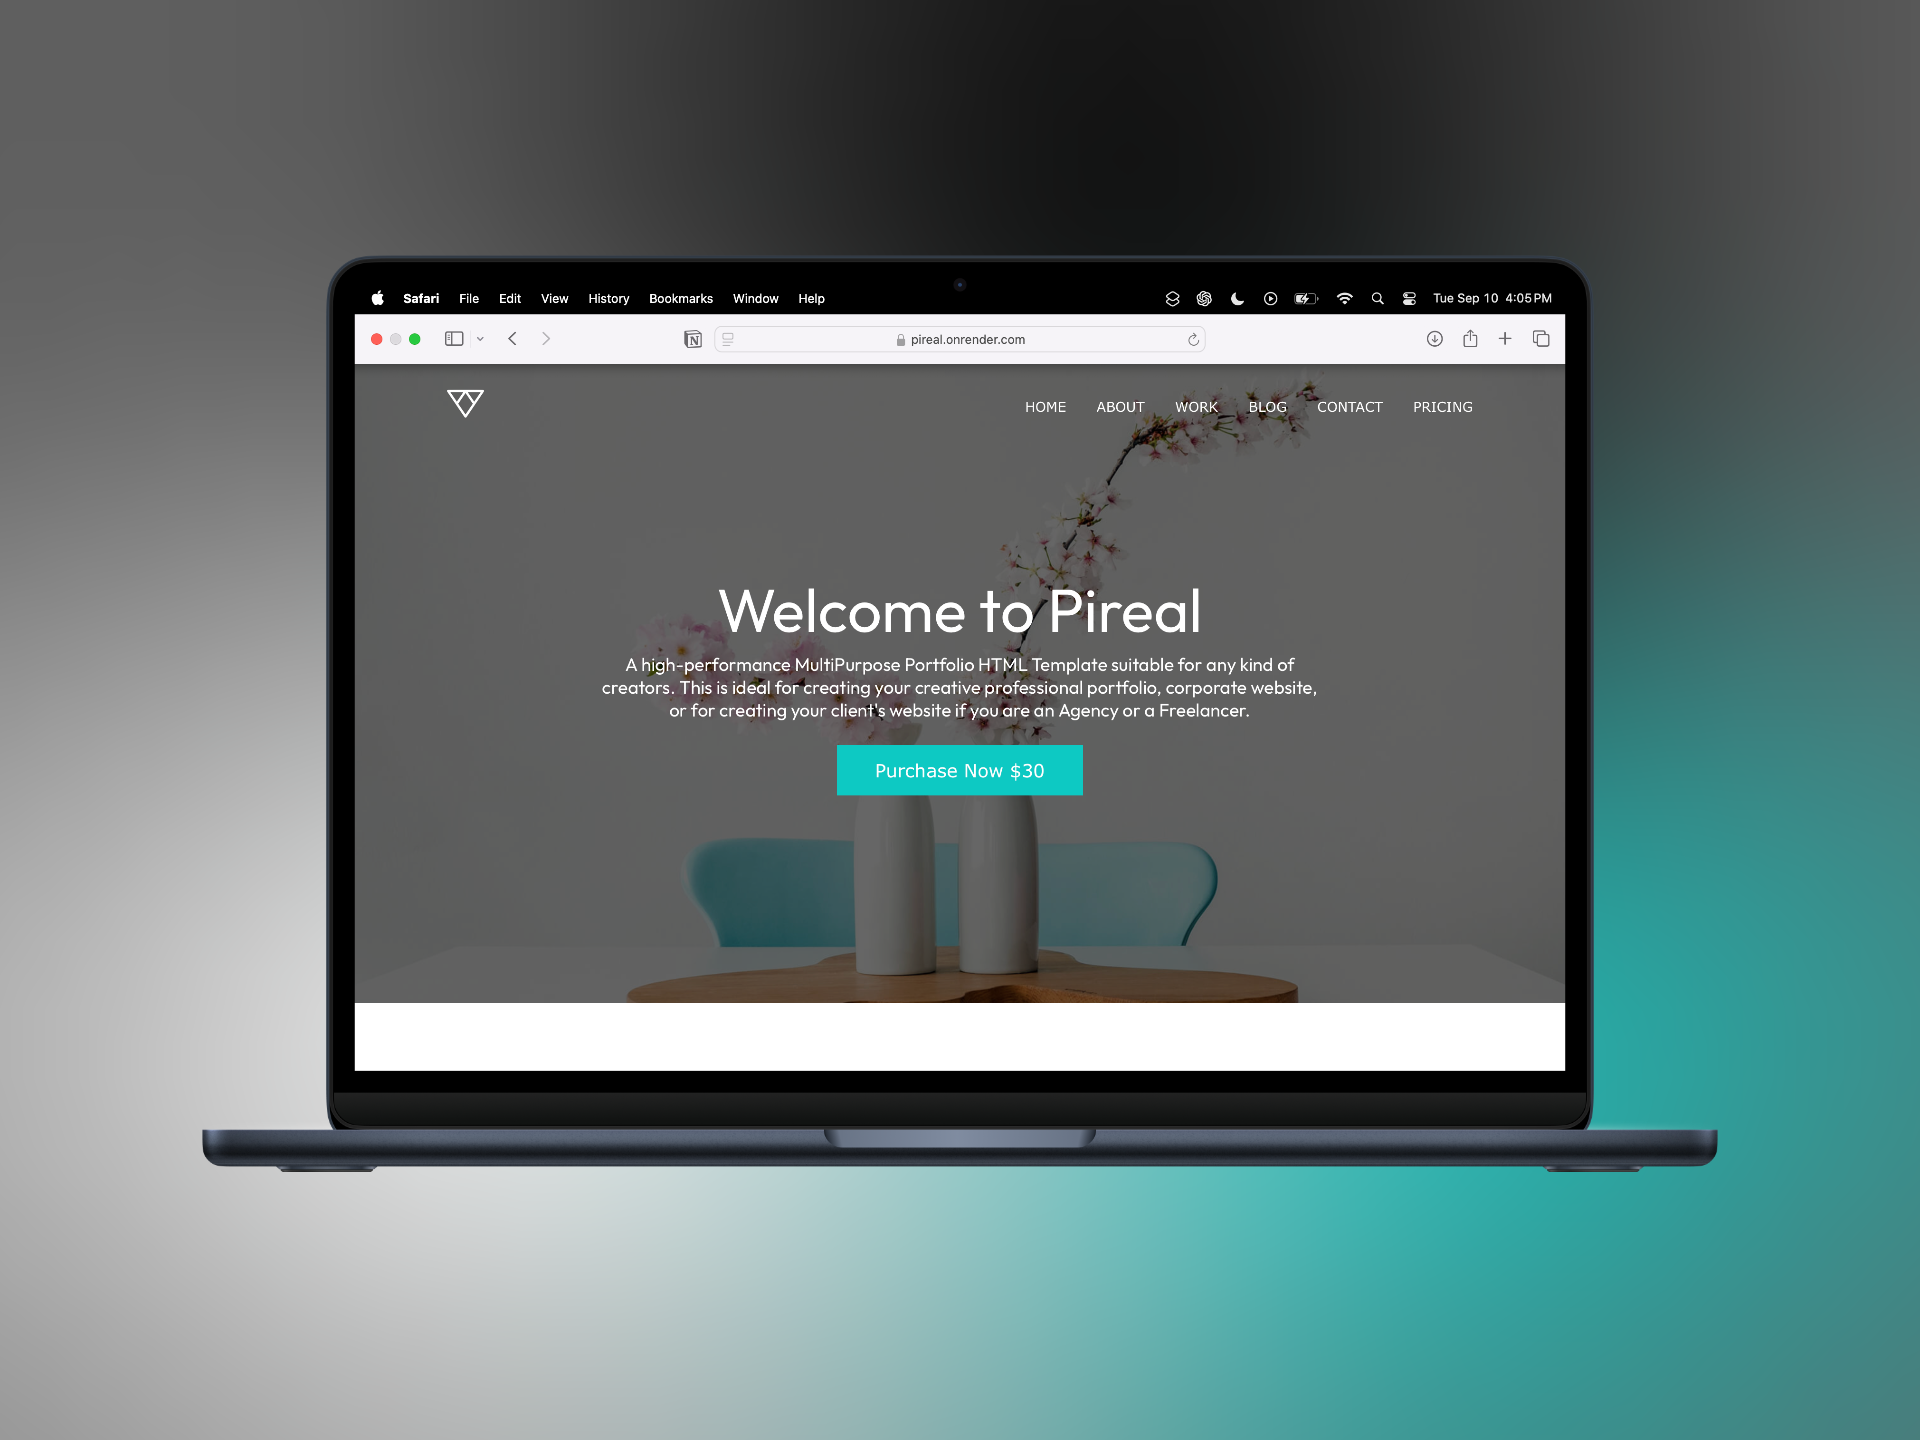 Safari File Edit View History Bookmarks Window Help Tue Sep 10 4:05 PM
N pireal.onrender.com
HOME ABOUT WORK BLOG CONTACT PRICING
Welcome to Pireal
A high-performance MultiPurpose Portfolio HTML Template suitable for any kind of
creators. This is ideal for creating your creative professional portfolio, corporate website,
or for creating your client's website if you are an Agency or a Freelancer.
Purchase Now $30